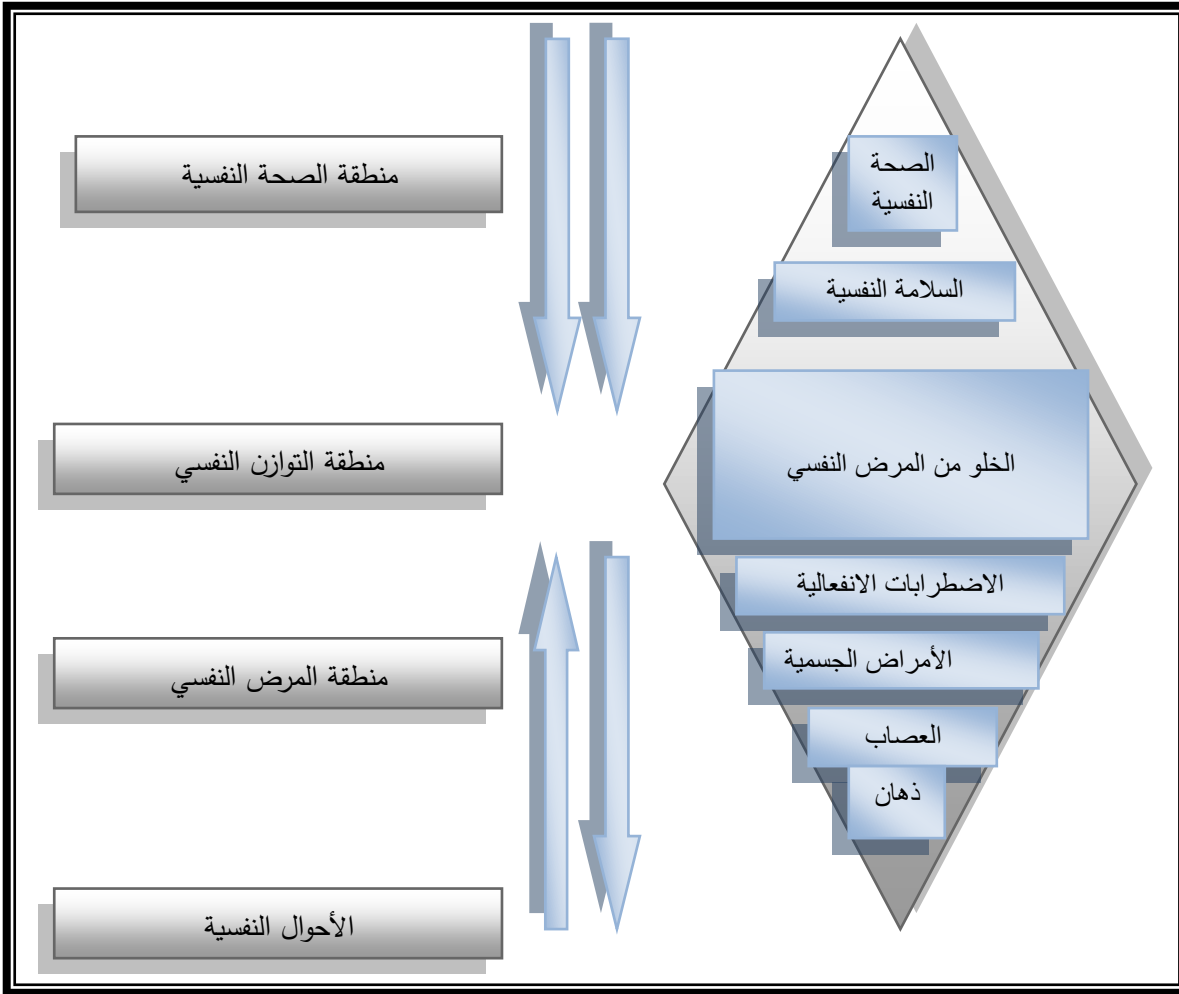 الصحة
النفسية
منطقة الصحة النفسية
السلامة النفسية
الخلو من المرض النفسي
منطقة التوازن النفسي
الاضطرابات الانفعالية
الأمراض الجسمية
منطقة المرض النفسي
العصاب
ذهان
الأحوال النفسية